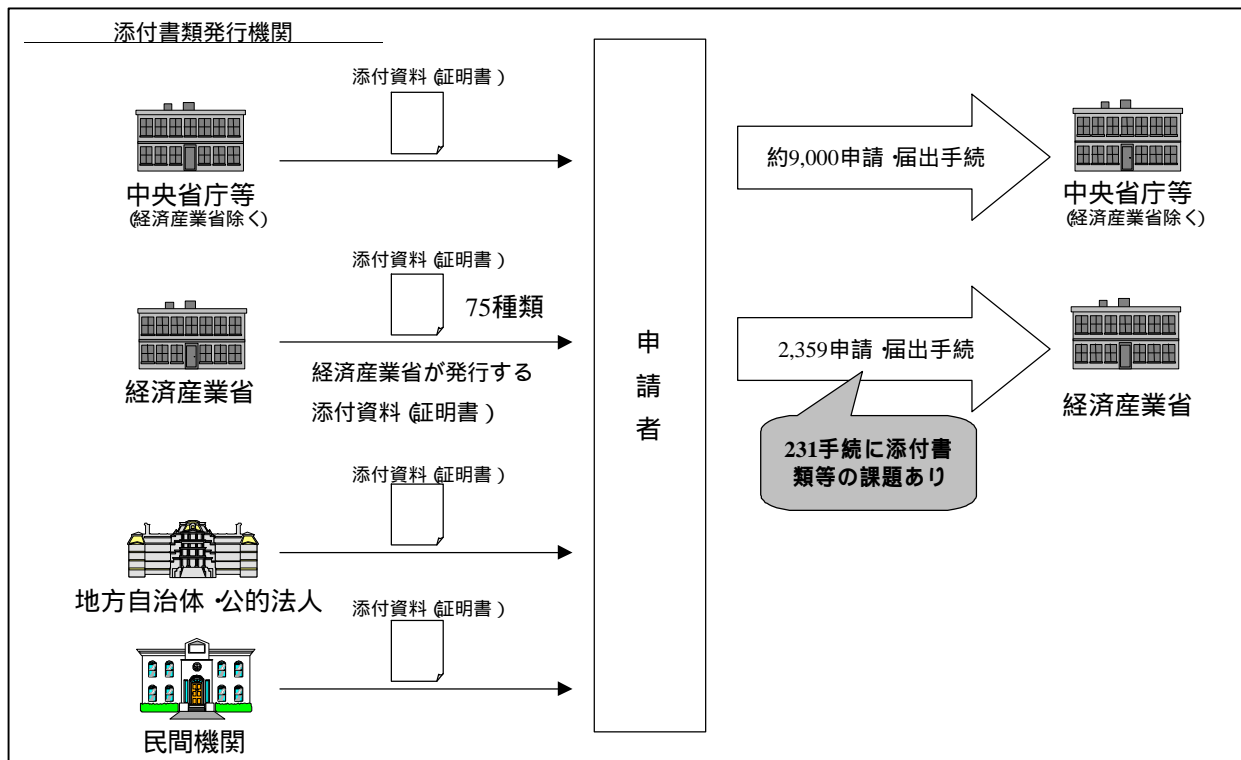 添付書類発行機関
添付資料(証明書)
中央省庁等
(経済産業省除く)
添付資料(証明書)
75種類
経済産業省
経済産業省が発行する
添付資料(証明書)
添付資料(証明書)
地方自治体・公的法人
添付資料(証明書)
民間機関
申請者
約9,000申請・届出手続
中央省庁等
(経済産業省除く)
2,359申請・届出手続
経済産業省
231手続に添付書
類等の課題あり